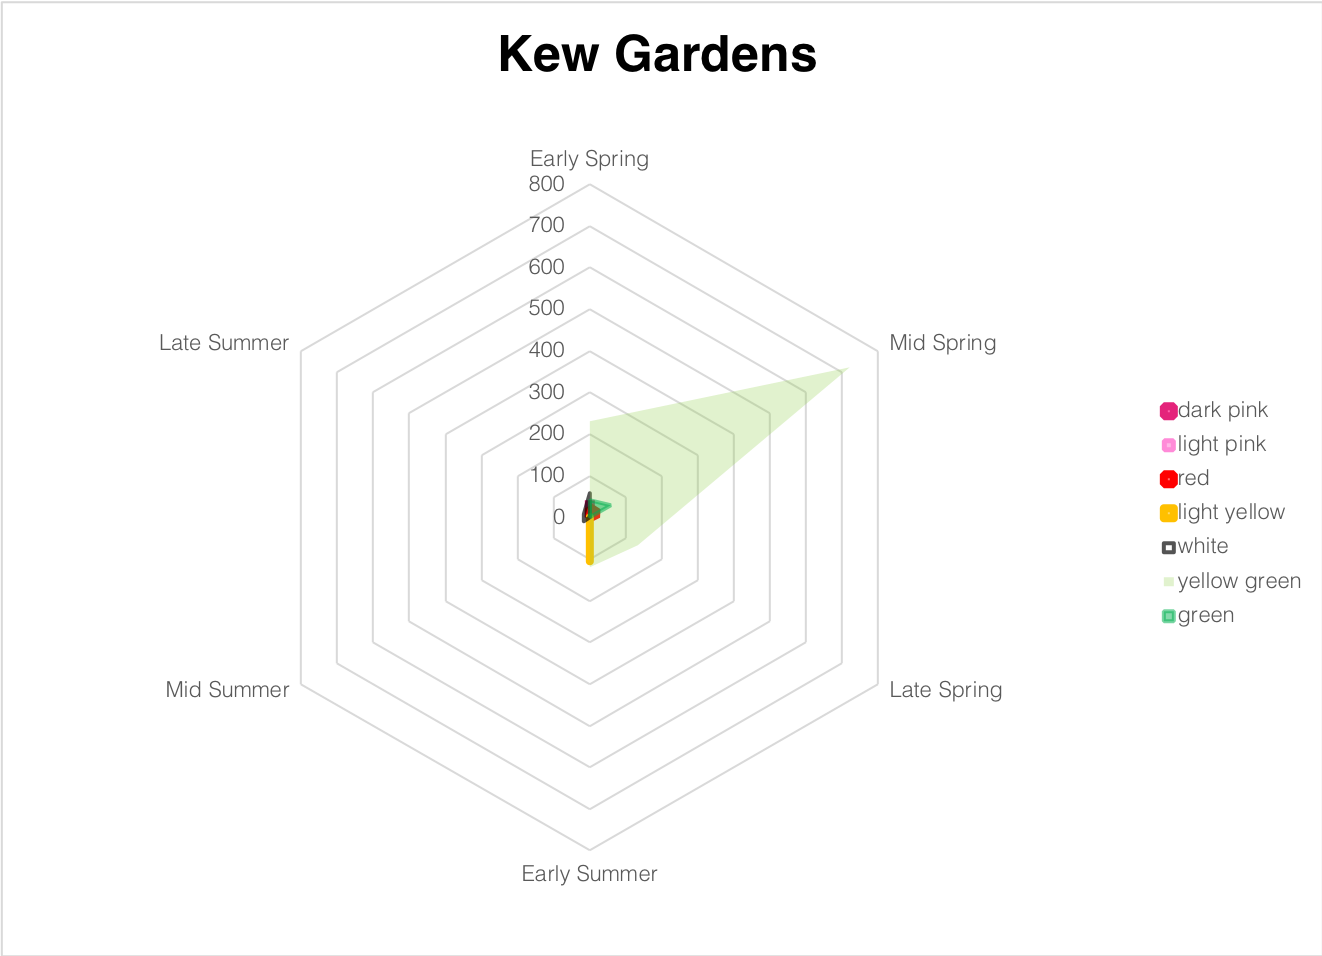 Kew Gardens
Early Spring
800
700
600
500
400
300
200
100
0
Late Summer
Mid Spring
Mid Summer
Late Spring
Early Summer
dark pink
light pink
red
light yellow
white
yellow green
green